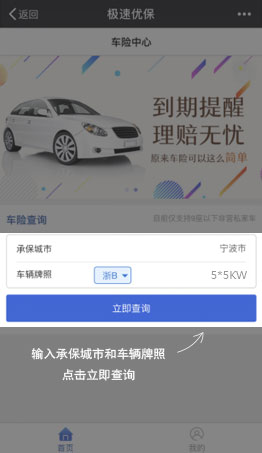 返回 极速优保
车险中心
到期提醒
理赔无忧
原来车险可以这么简单
车险查询 目前仅支持9座以下非营私家车
承保城市 宁波市
车辆牌照 浙B 5*5KW
立即查询
输入承保城市和车辆牌照
点击立即查询
首页 我的